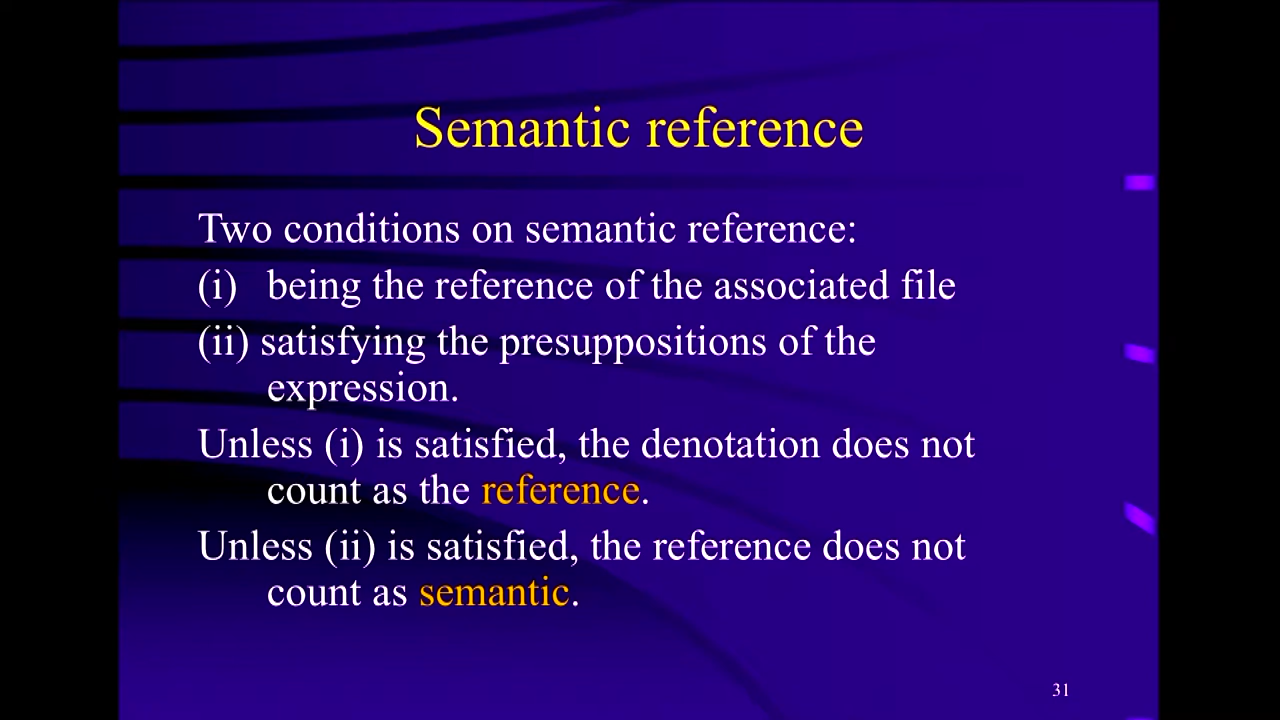 Semantic reference
Two conditions on semantic reference:
(i) being the reference of the associated file
(ii) satisfying the presuppositions of the
expression.
Unless (i) is satisfied, the denotation does not
count as the reference.
Unless (ii) is satisfied, the reference does not
count as semantic.
31